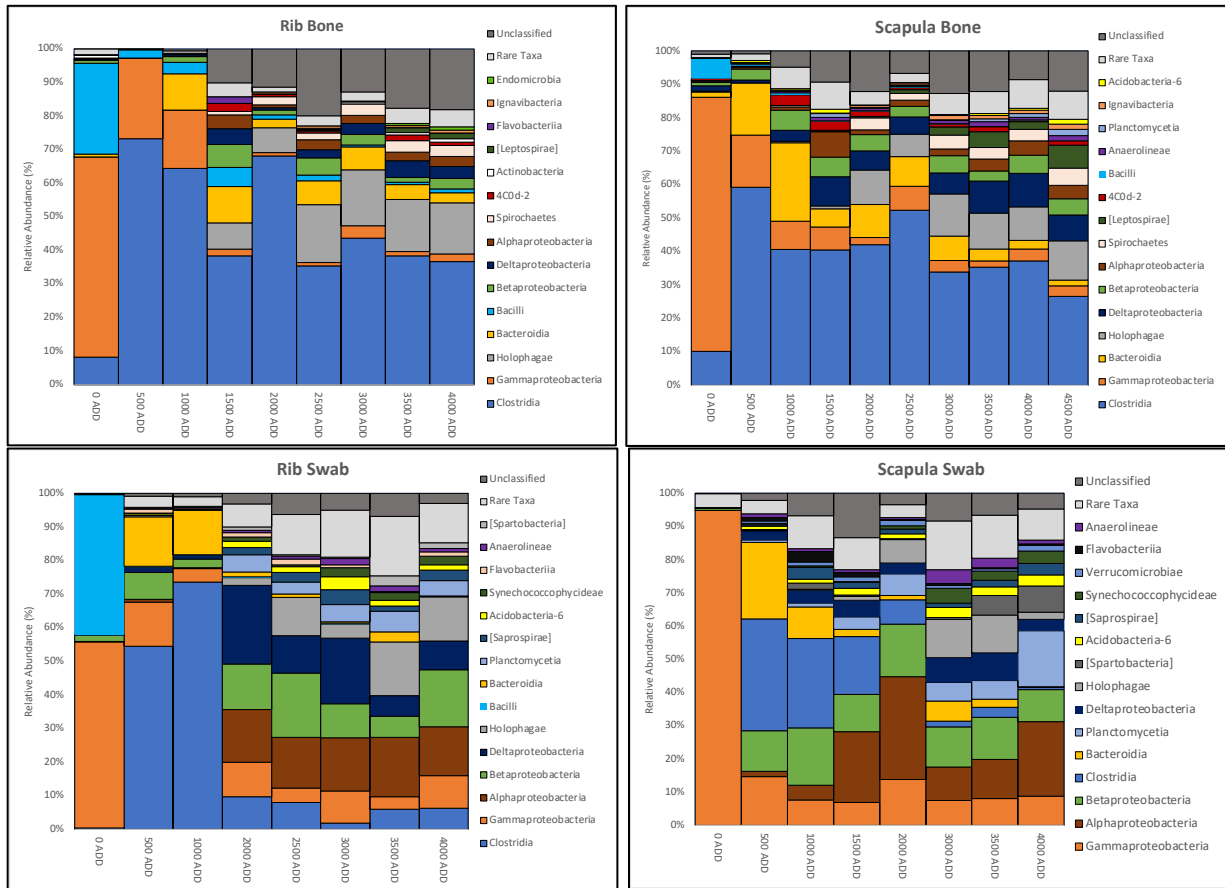 Rib Bone
Relative Abundance (%)
100%
90%
80%
70%
60%
50%
40%
30%
20%
10%
0%
0 ADD
500 ADD
1000 ADD
1500 ADD
2000 ADD
2500 ADD
3000 ADD
3500 ADD
4000 ADD
Unclassified
Rare Taxa
Endomicrobia
Ignavibacteria
Flavobacteriia
[Leptospirae]
Actinobacteria
4C0d-2
Spirochaetes
Alphaproteobacteria
Deltaproteobacteria
Betaproteobacteria
Bacilli
Bacteroidia
Holophagae
Gammaproteobacteria
Clostridia
Scapula Bone
Relative Abundance (%)
100%
90%
80%
70%
60%
50%
40%
30%
20%
10%
0%
0 ADD
500 ADD
1000 ADD
1500 ADD
2000 ADD
2500 ADD
3000 ADD
3500 ADD
4000 ADD
4500 ADD
Unclassified
Rare Taxa
Acidobacteria-6
Ignavibacteria
Planctomycetia
Anaerolineae
Bacilli
4C0d-2
[Leptospirae]
Spirochaetes
Alphaproteobacteria
Betaproteobacteria
Deltaproteobacteria
Holophagae
Bacteroidia
Gammaproteobacteria
Clostridia
Rib Swab
Relative Abundance (%)
100%
90%
80%
70%
60%
50%
40%
30%
20%
10%
0%
0 ADD
500 ADD
1000 ADD
2000 ADD
2500 ADD
3000 ADD
3500 ADD
4000 ADD
Unclassified
Rare Taxa
[Spartobacteria]
Anaerolineae
Flavobacteriia
Synechococcophycideae
Acidobacteria-6
[Saprospirae]
Planctomycetia
Bacteroidia
Bacilli
Holophagae
Deltaproteobacteria
Betaproteobacteria
Alphaproteobacteria
Gammaproteobacteria
Clostridia
Scapula Swab
Relative Abundance (%)
100%
90%
80%
70%
60%
50%
40%
30%
20%
10%
0%
0 ADD
500 ADD
1000 ADD
1500 ADD
2000 ADD
3000 ADD
3500 ADD
4000 ADD
Unclassified
Rare Taxa
Anaerolineae
Flavobacteriia
Verrucomicrobiae
Synechococcophycideae
[Saprospirae]
Acidobacteria-6
[Spartobacteria]
Holophagae
Deltaproteobacteria
Planctomycetia
Bacteroidia
Clostridia
Betaproteobacteria
Alphaproteobacteria
Gammaproteobacteria